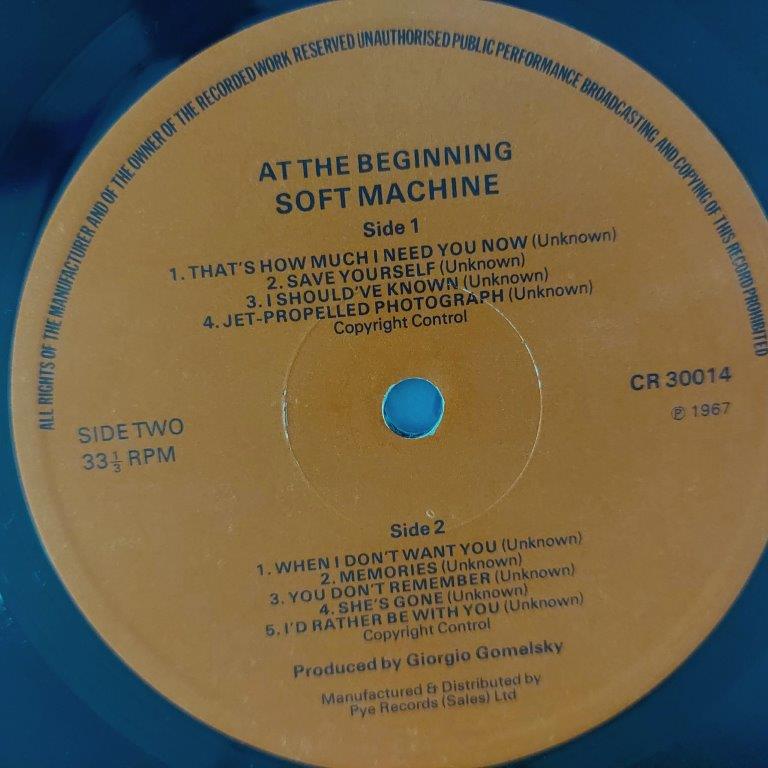 ALL RIGHTS OF THE MANUFACTURER AND OF THE OWNER OF THE RECORDED WORK RESERVED UNAUTHORISED PUBLIC PERFORMANCE BROADCASTING AND COPYING OF THIS RECORD PROHIBITED
AT THE BEGINNING
SOFT MACHINE
Side 1
1. THAT'S HOW MUCH I NEED YOU NOW (Unknown)
2. SAVE YOURSELF (Unknown)
3. I SHOULD'VE KNOWN (Unknown)
4. JET-PROPELLED PHOTOGRAPH (Unknown)
Copyright Control
SIDE TWO
33⅓ RPM
CR 30014
℗ 1967
Side 2
1. WHEN I DON'T WANT YOU (Unknown)
2. MEMORIES (Unknown)
3. YOU DON'T REMEMBER (Unknown)
4. SHE'S GONE (Unknown)
5. I'D RATHER BE WITH YOU (Unknown)
Copyright Control
Produced by Giorgio Gomelsky
Manufactured & Distributed by
Pye Records (Sales) Ltd